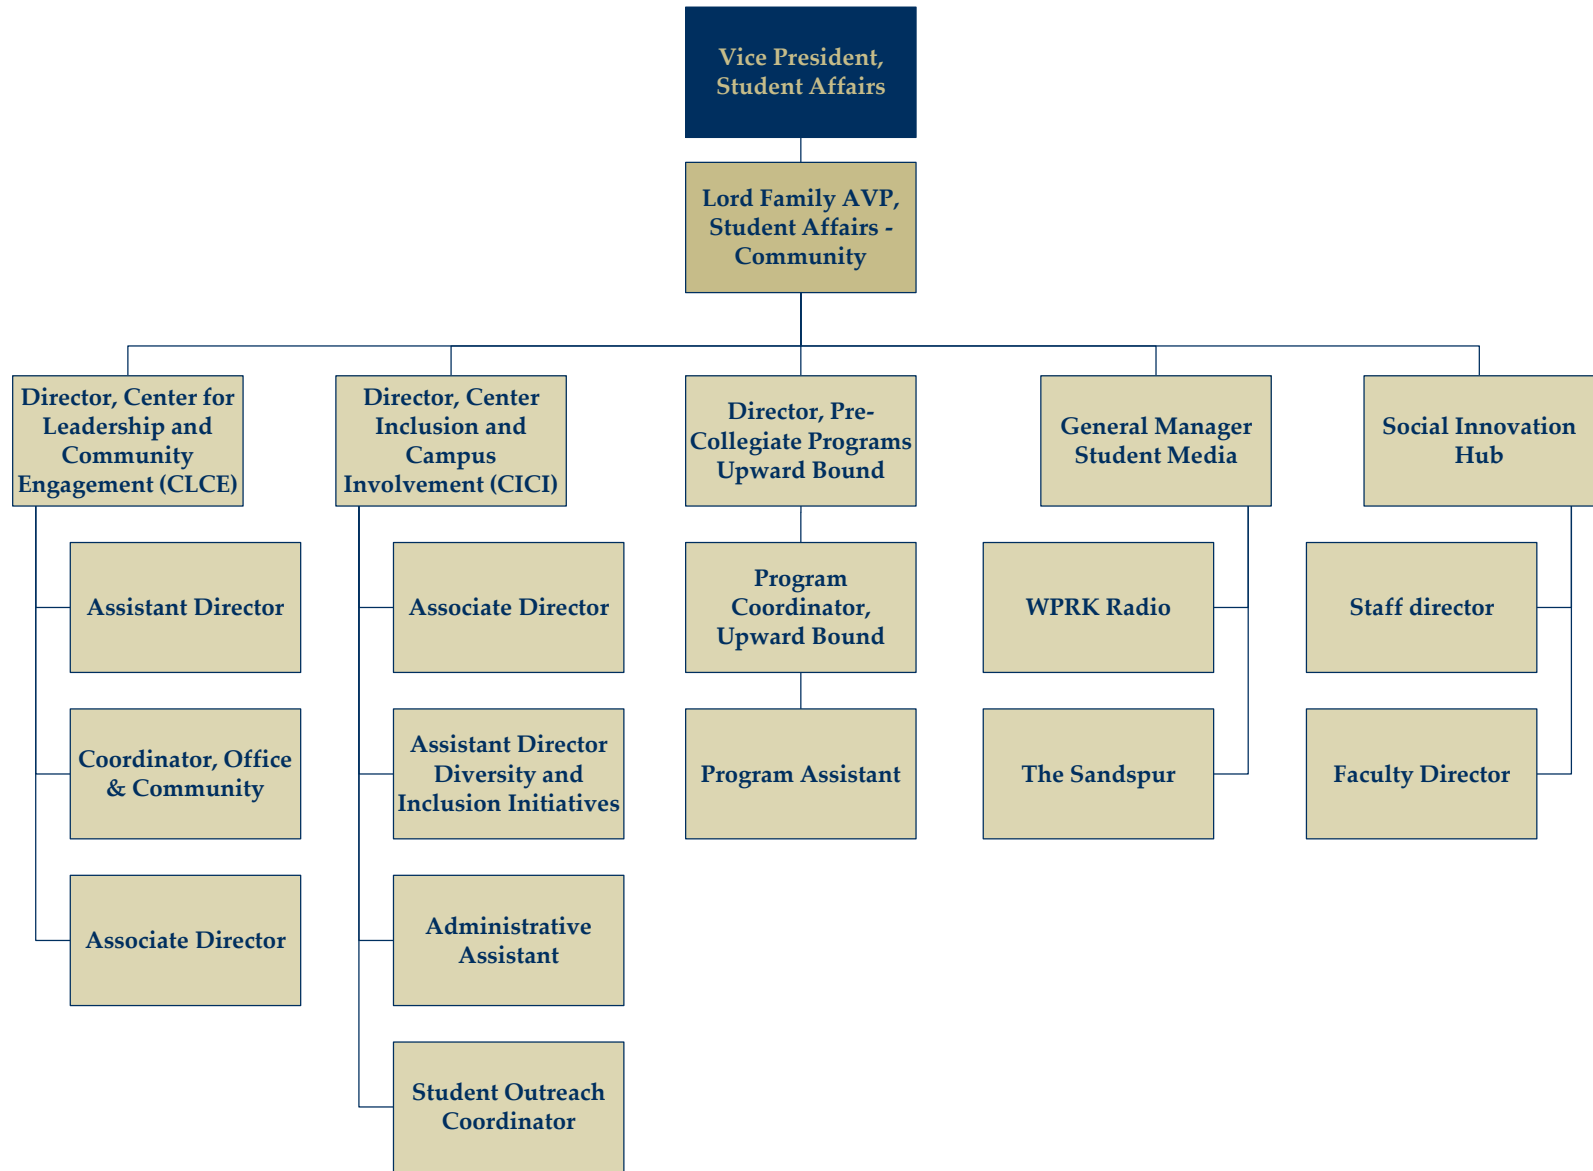 Vice President,
Student Affairs
Lord Family AVP,
Student Affairs -
Community
Director, Center for
Leadership and
Community
Engagement (CLCE)
Director, Center
Inclusion and
Campus
Involvement (CICI)
Director, Pre-
Collegiate Programs
Upward Bound
General Manager
Student Media
Social Innovation
Hub
Assistant Director
Associate Director
Program
Coordinator,
Upward Bound
WPRK Radio
Staff director
Coordinator, Office
& Community
Assistant Director
Diversity and
Inclusion Initiatives
Program Assistant
The Sandspur
Faculty Director
Associate Director
Administrative
Assistant
Student Outreach
Coordinator